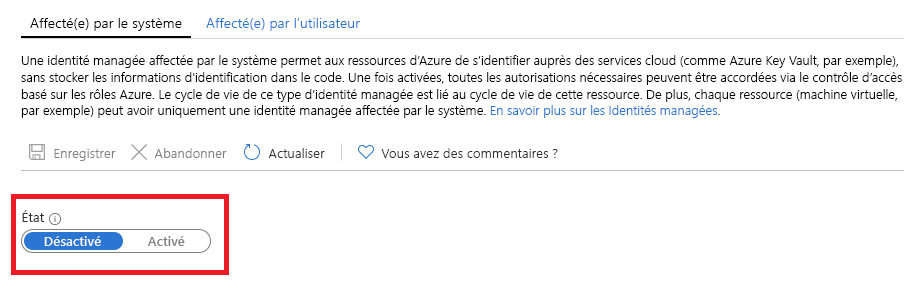 Affecté(e) par le système Affecté(e) par l'utilisateur
Une identité managée affectée par le système permet aux ressources d'Azure de s'identifier auprès des services cloud (comme Azure Key Vault, par exemple),
sans stocker les informations d'identification dans le code. Une fois activées, toutes les autorisations nécessaires peuvent être accordées via le contrôle d'accès
basé sur les rôles Azure. Le cycle de vie de ce type d'identité managée est lié au cycle de vie de cette ressource. De plus, chaque ressource (machine virtuelle,
par exemple) peut avoir uniquement une identité managée affectée par le système. En savoir plus sur les Identités managées.
Enregistrer Abandonner Actualiser Vous avez des commentaires ?
État
Désactivé Activé